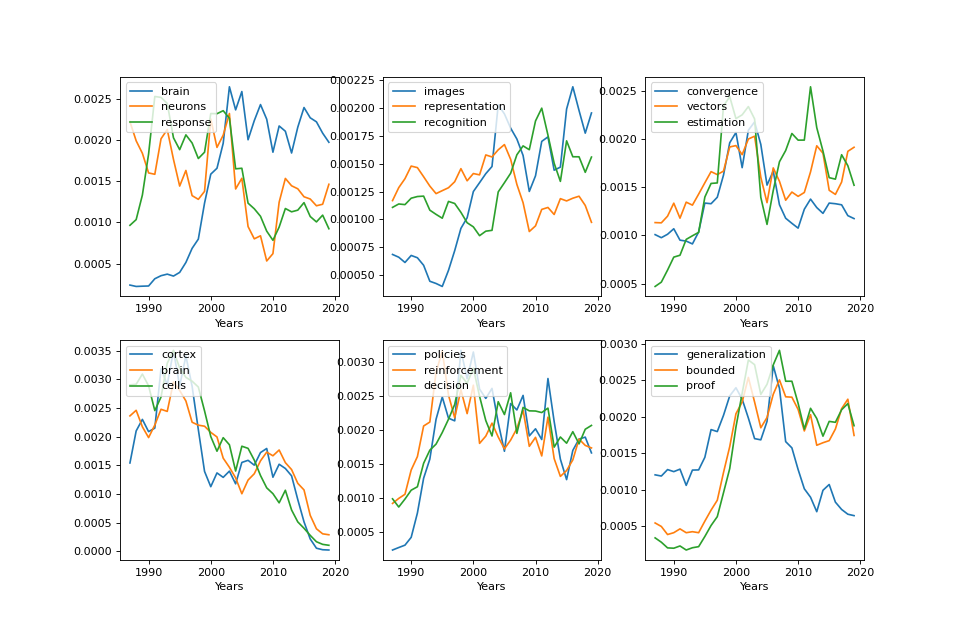 brain
neurons
response
0.0025
0.0020
0.0015
0.0010
0.0005
1990 2000 2010 2020
Years
images
representation
recognition
0.00225
0.00200
0.00175
0.00150
0.00125
0.00100
0.00075
0.00050
1990 2000 2010 2020
Years
convergence
vectors
estimation
0.0025
0.0020
0.0015
0.0010
0.0005
1990 2000 2010 2020
Years
cortex
brain
cells
0.0035
0.0030
0.0025
0.0020
0.0015
0.0010
0.0005
0.0000
1990 2000 2010 2020
Years
policies
reinforcement
decision
0.0030
0.0025
0.0020
0.0015
0.0010
0.0005
1990 2000 2010 2020
Years
generalization
bounded
proof
0.0030
0.0025
0.0020
0.0015
0.0010
0.0005
1990 2000 2010 2020
Years